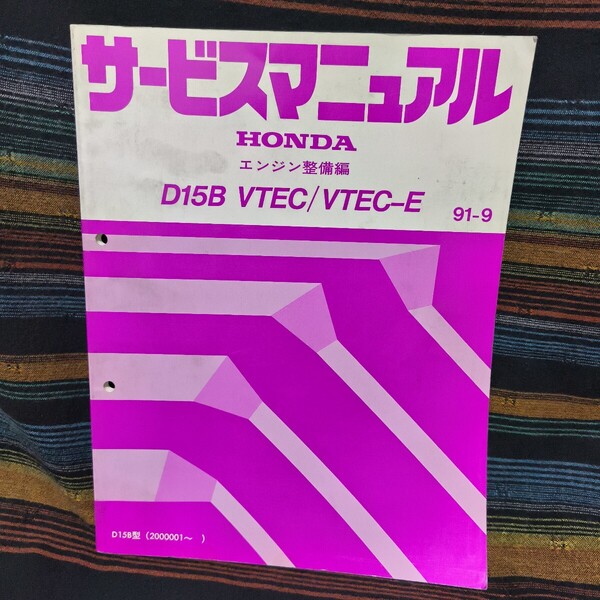 サービスマニュアル
HONDA
エンジン整備編
D15B VTEC/VTEC-E
91-9
D15B型 (2000001～ )